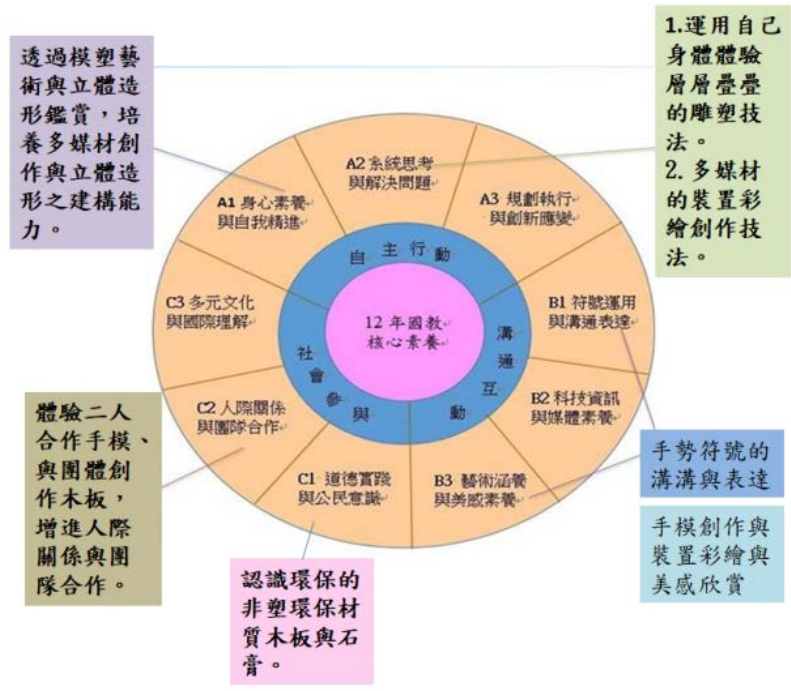 透過模塑藝
術與立體造
形鑑賞，培
養多媒材創
作與立體造
形之建構能
力。
1.運用自己
身體體驗
層層疊疊
的雕塑技
法。
2. 多媒材
的裝置彩
繪創作技
法。
A1 身心素養
與自我精進
A2 系統思考
與解決問題
A3 規劃執行
與創新應變
B1 符號運用
與溝通表達
B2 科技資訊
與媒體素養
B3 藝術涵養
與美感素養
C1 道德實踐
與公民意識
C2 人際關係
與團隊合作
C3 多元文化
與國際理解
自主行動
溝通互動
社會參與
12 年國教
核心素養
體驗二人
合作手模、
與團體創
作木板，
增進人際
關係與團
隊合作。
手勢符號的
溝溝與表達
手模創作與
裝置彩繪與
美感欣賞
認識環保的
非塑環保材
質木板與石
膏。